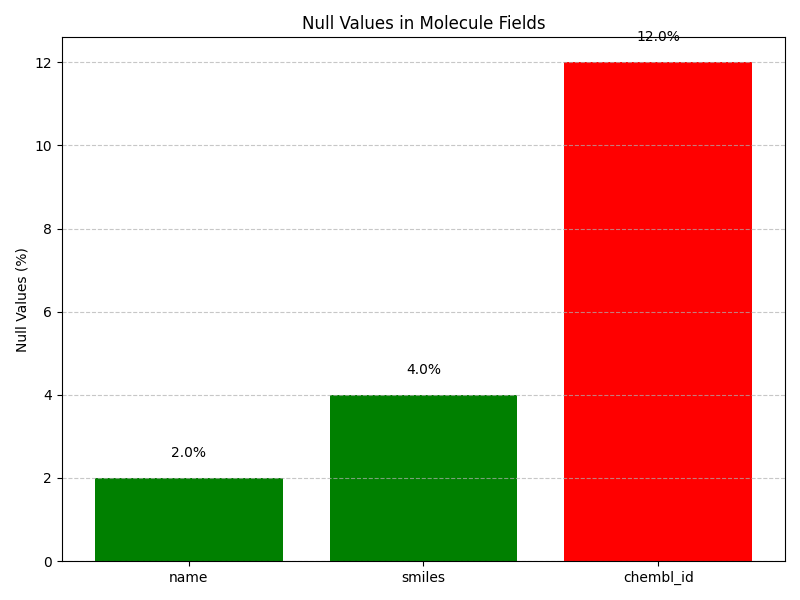 Null Values in Molecule Fields
12.0%
12
10
8
6
4
2
0
Null Values (%)
4.0%
2.0%
name
smiles
chembl_id